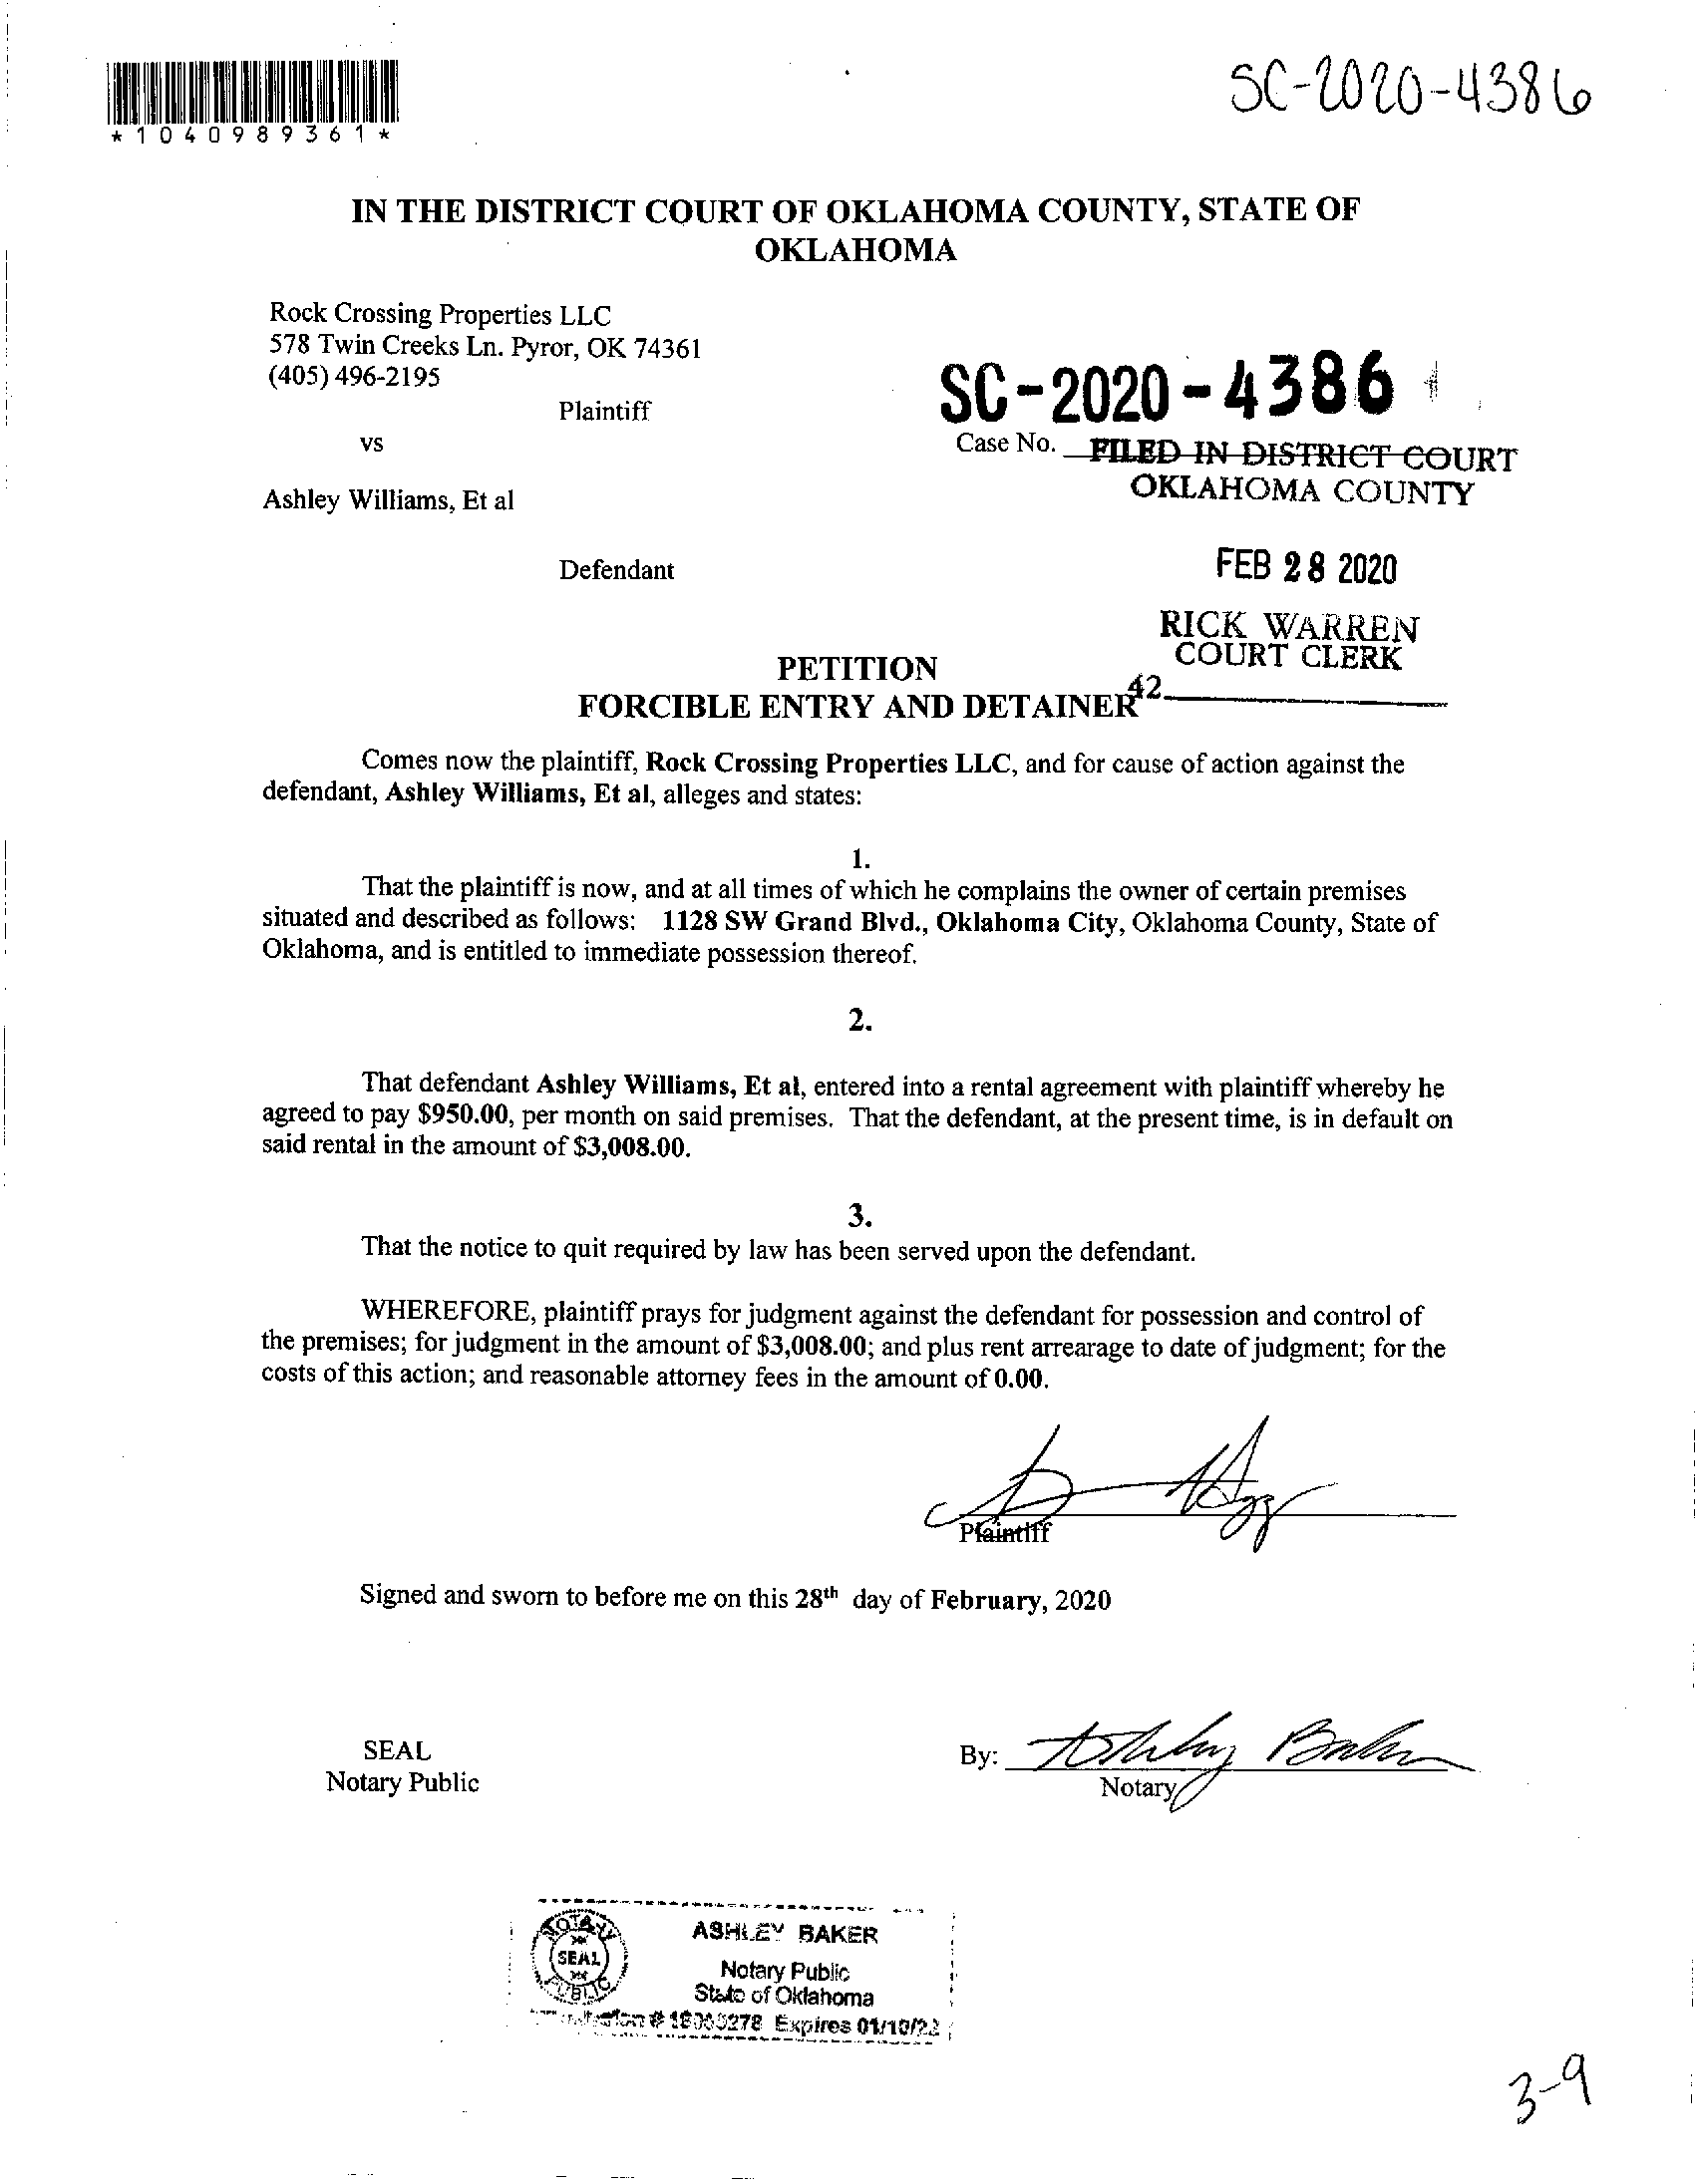 SC-2020-4386
*1040989361*
IN THE DISTRICT COURT OF OKLAHOMA COUNTY, STATE OF
OKLAHOMA
Rock Crossing Properties LLC
578 Twin Creeks Ln. Pyror, OK 74361
(405) 496-2195
Plaintiff
SC-2020-4386
vs
Case No. FILED IN DISTRICT COURT
OKLAHOMA COUNTY
Ashley Williams, Et al
Defendant
FEB 28 2020
RICK WARREN
COURT CLERK
PETITION
42
FORCIBLE ENTRY AND DETAINER
Comes now the plaintiff, Rock Crossing Properties LLC, and for cause of action against the
defendant, Ashley Williams, Et al, alleges and states:
1.
That the plaintiff is now, and at all times of which he complains the owner of certain premises
situated and described as follows: 1128 SW Grand Blvd., Oklahoma City, Oklahoma County, State of
Oklahoma, and is entitled to immediate possession thereof.
2.
That defendant Ashley Williams, Et al, entered into a rental agreement with plaintiff whereby he
agreed to pay $950.00, per month on said premises. That the defendant, at the present time, is in default on
said rental in the amount of $3,008.00.
3.
That the notice to quit required by law has been served upon the defendant.
WHEREFORE, plaintiff prays for judgment against the defendant for possession and control of
the premises; for judgment in the amount of $3,008.00; and plus rent arrearage to date of judgment; for the
costs of this action; and reasonable attorney fees in the amount of 0.00.
Plaintiff
Signed and sworn to before me on this 28th day of February, 2020
SEAL
Notary Public
By: Ashley Baker
Notary
NOTARY
SEAL
PUBLIC
ASHLEY BAKER
Notary Public
State of Oklahoma
Expires 01/10/22
3-9